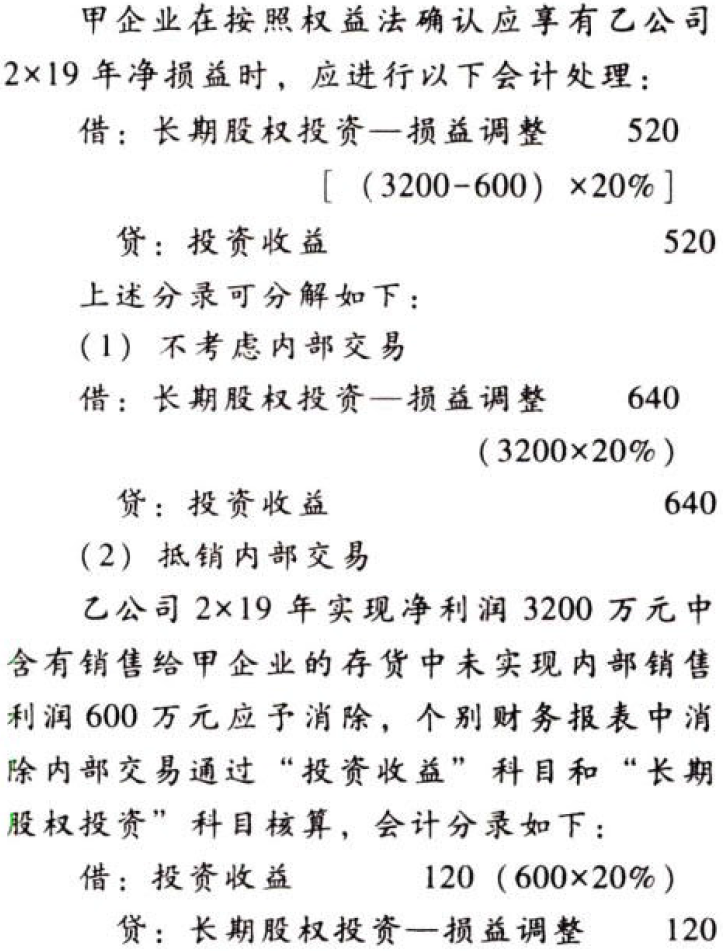 甲企业在按照权益法确认应享有乙公司
2×19 年净损益时，应进行以下会计处理：
借：长期股权投资—损益调整 520
[（3200-600）×20%]
贷：投资收益 520
上述分录可分解如下：
（1）不考虑内部交易
借：长期股权投资—损益调整 640
（3200×20%）
贷：投资收益 640
（2）抵销内部交易
乙公司 2×19 年实现净利润 3200 万元中
含有销售给甲企业的存货中未实现内部销售
利润 600 万元应予消除，个别财务报表中消
除内部交易通过“投资收益”科目和“长期
股权投资”科目核算，会计分录如下：
借：投资收益 120（600×20%）
贷：长期股权投资—损益调整 120